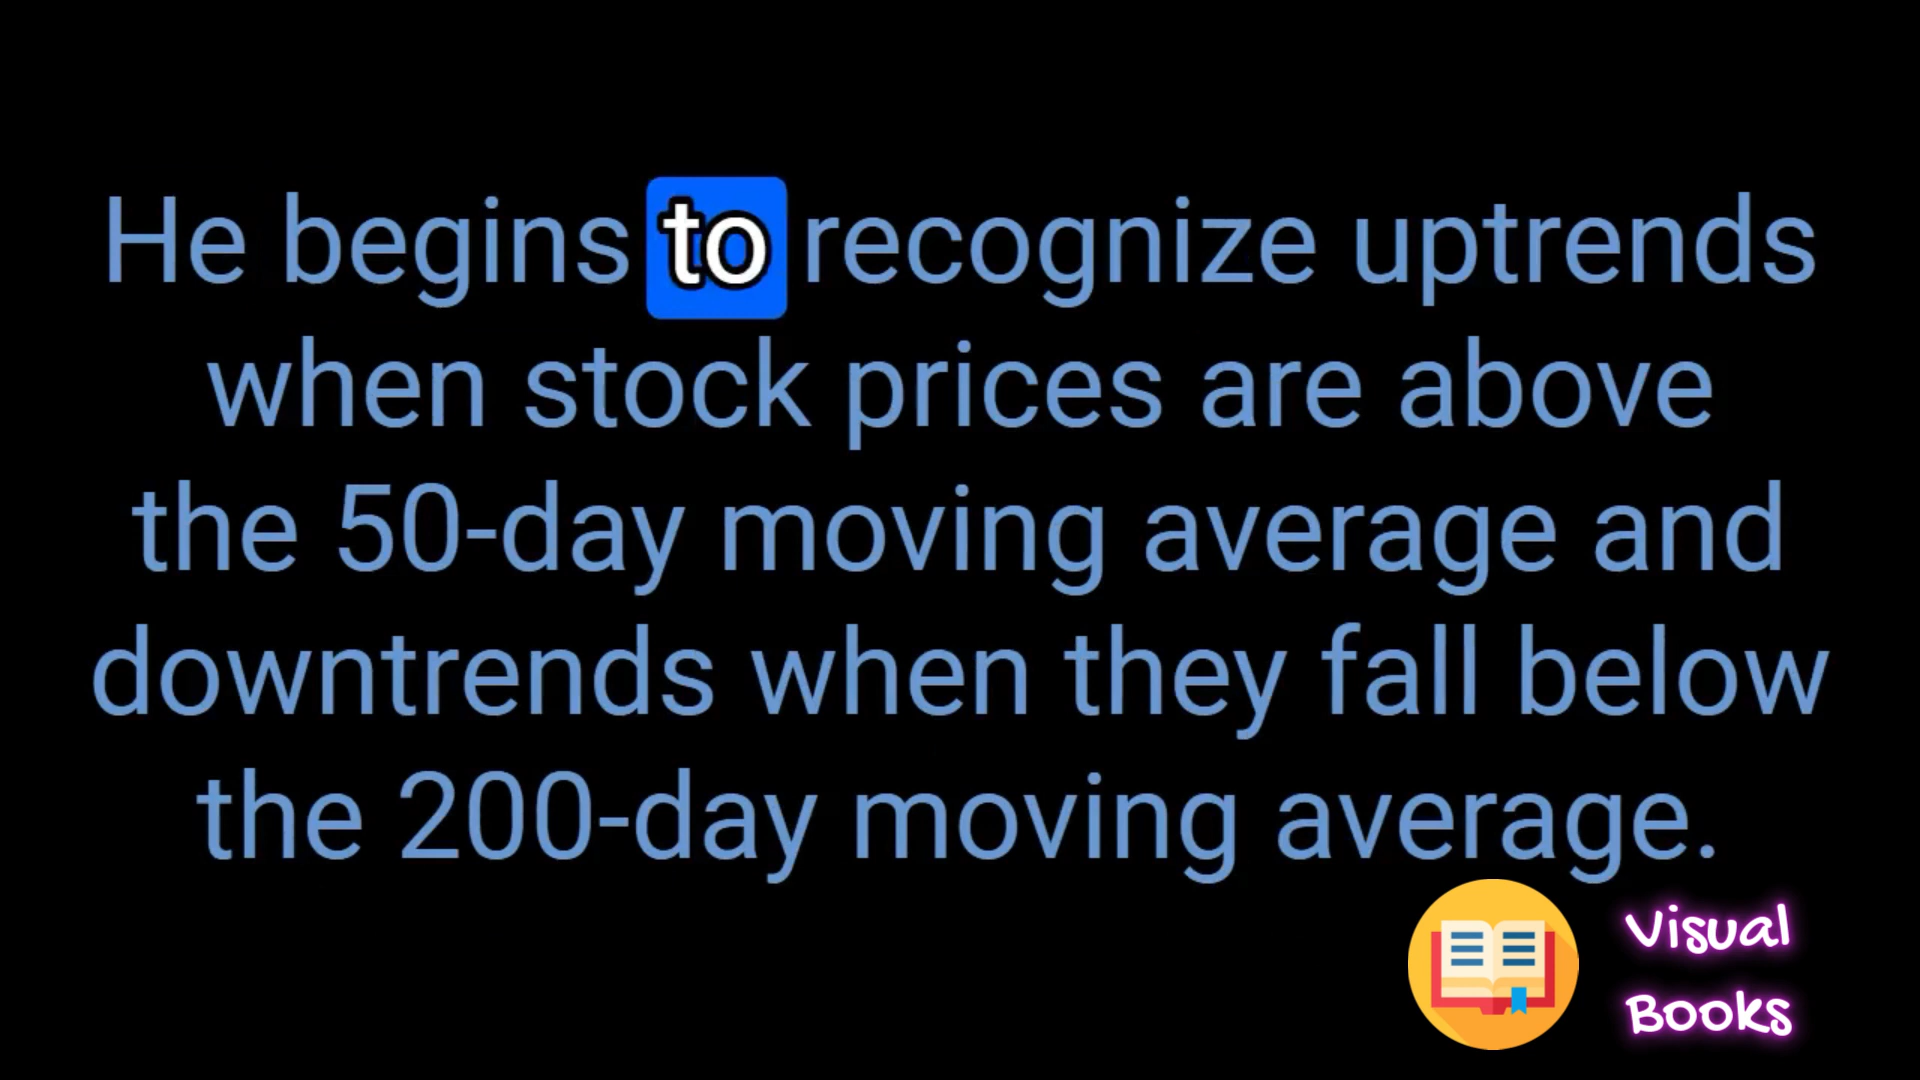 He begins to recognize uptrends
when stock prices are above
the 50-day moving average and
downtrends when they fall below
the 200-day moving average.
Visual
Books